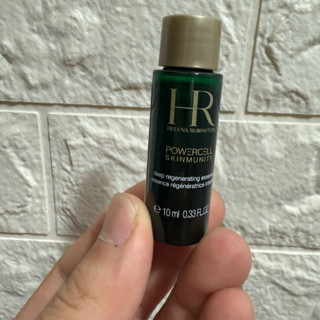 HR
HELENA RUBINSTEIN
POWERCELL
SKINMUNITY
deep regenerating
essence régénératrice
℮ 10 ml 0.33 FL.OZ